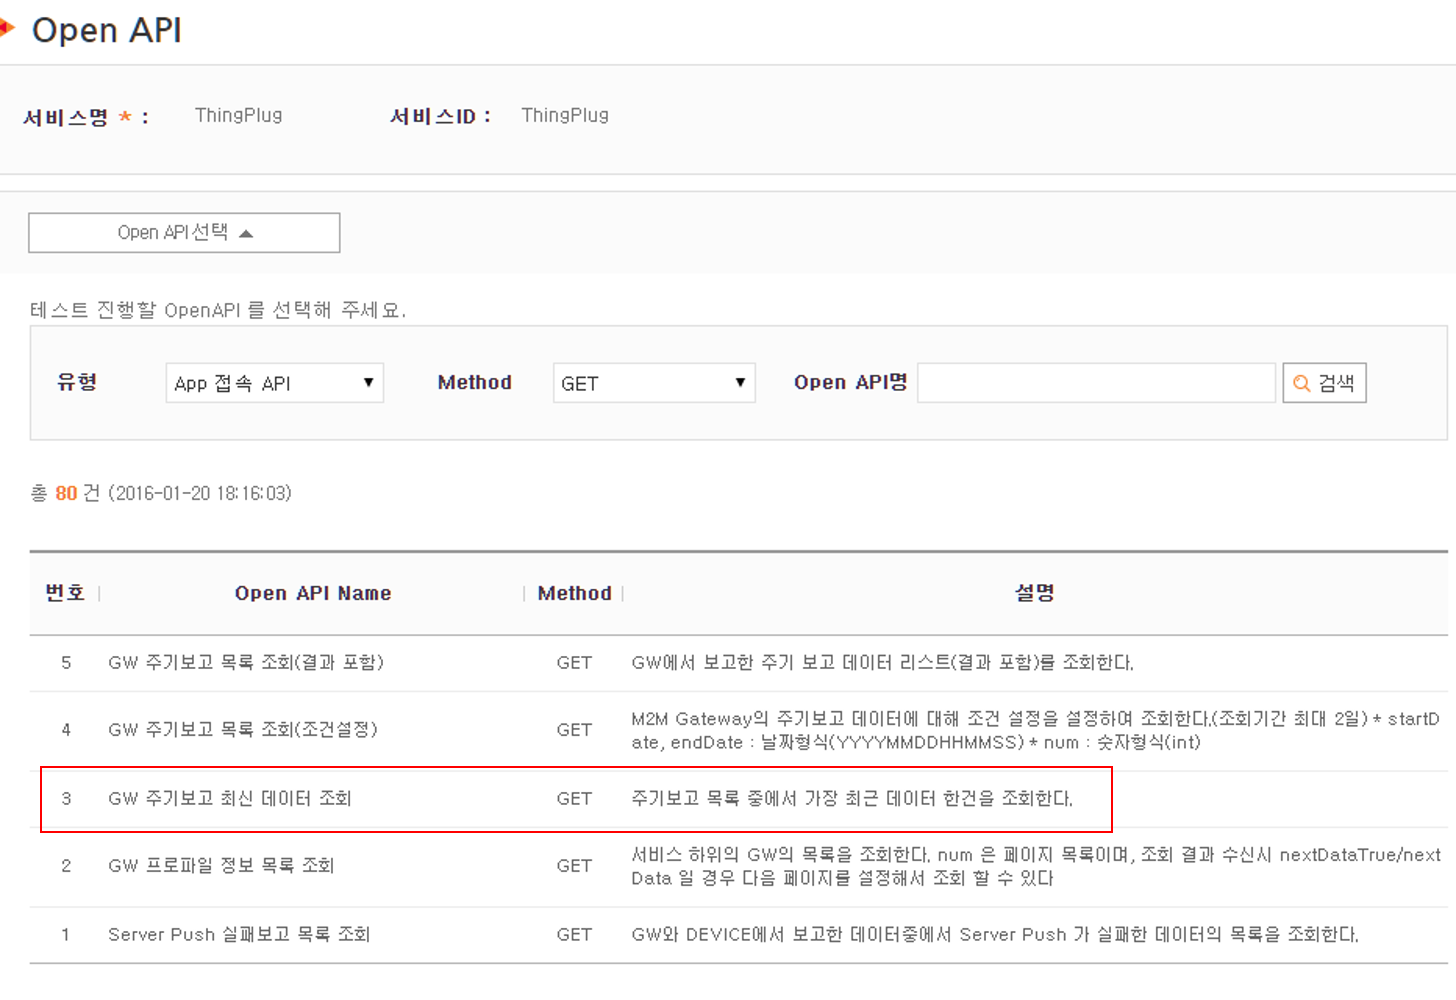 Open API
서비스명 * : ThingPlug 서비스ID : ThingPlug
Open API선택 ▲
테스트 진행할 OpenAPI 를 선택해 주세요.
유형 App 접속 API ▼ Method GET ▼ Open API명 검색
총 80 건 (2016-01-20 18:16:03)
번호 Open API Name Method 설명
5 GW 주기보고 목록 조회(결과 포함) GET GW에서 보고한 주기 보고 데이터 리스트(결과 포함)를 조회한다.
4 GW 주기보고 목록 조회(조건설정) GET M2M Gateway의 주기보고 데이터에 대해 조건 설정을 설정하여 조회한다.(조회기간 최대 2일) * startD
ate, endDate : 날짜형식(YYYYMMDDHHMMSS) * num : 숫자형식(int)
3 GW 주기보고 최신 데이터 조회 GET 주기보고 목록 중에서 가장 최근 데이터 한건을 조회한다.
2 GW 프로파일 정보 목록 조회 GET 서비스 하위의 GW의 목록을 조회한다. num 은 페이지 목록이며, 조회 결과 수신시 nextDataTrue/next
Data 일 경우 다음 페이지를 설정해서 조회 할 수 있다
1 Server Push 실패보고 목록 조회 GET GW와 DEVICE에서 보고한 데이터중에서 Server Push 가 실패한 데이터의 목록을 조회한다.